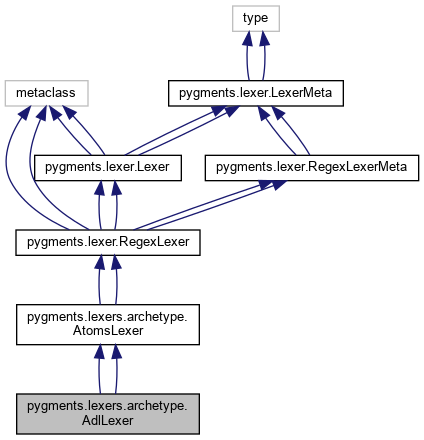 type
metaclass
pygments.lexer.LexerMeta
pygments.lexer.Lexer
pygments.lexer.RegexLexerMeta
pygments.lexer.RegexLexer
pygments.lexers.archetype.
AtomsLexer
pygments.lexers.archetype.
AdlLexer